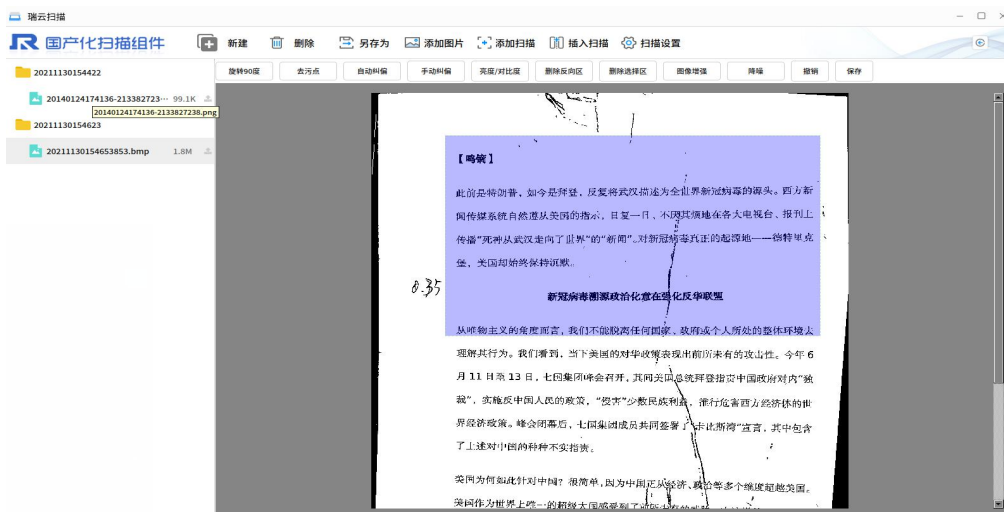 瑞云扫描
国产化扫描组件
新建 删除 另存为 添加图片 添加扫描 插入扫描 扫描设置
旋转90度 去污点 自动纠偏 手动纠偏 亮度/对比度 删除反向区 删除选择区 图像增强 降噪 撤销 保存
20211130154422
20140124174136-213382723··· 99.1K
20140124174136-2133827238.png
20211130154623
20211130154653853.bmp 1.8M
【鸣镝】
此前是特朗普,如今是拜登,反复将武汉描述为全世界新冠病毒的源头。西方新
闻传媒系统自然遵从美国的指示,日复一日、不厌其烦地在各大电视台、报刊上
传播“死神从武汉走向了世界”的“新闻”。对新冠病毒真正的起源地——德特里克
堡,美国却始终保持沉默。
8.35
新冠病毒溯源政治化意在强化反华联盟
从唯物主义的角度而言,我们不能脱离任何国家、政府或个人所处的整体环境去
理解其行为。我们看到,当下美国的对华政策表现出前所未有的攻击性。今年 6
月 11 日至 13 日,七国集团峰会召开,其间美国总统拜登指责中国政府对内“独
裁”,实施反中国人民的政策,“侵害”少数民族利益,推行危害西方经济体的世
界经济政策。峰会闭幕后,七国集团成员共同签署了“卡比斯湾”宣言,其中包含
了上述对中国的种种不实指责。
美国为何如此针对中国?很简单,因为中国正从经济、政治等多个维度超越美国。
美国作为世界上唯一的超级大国感受到了